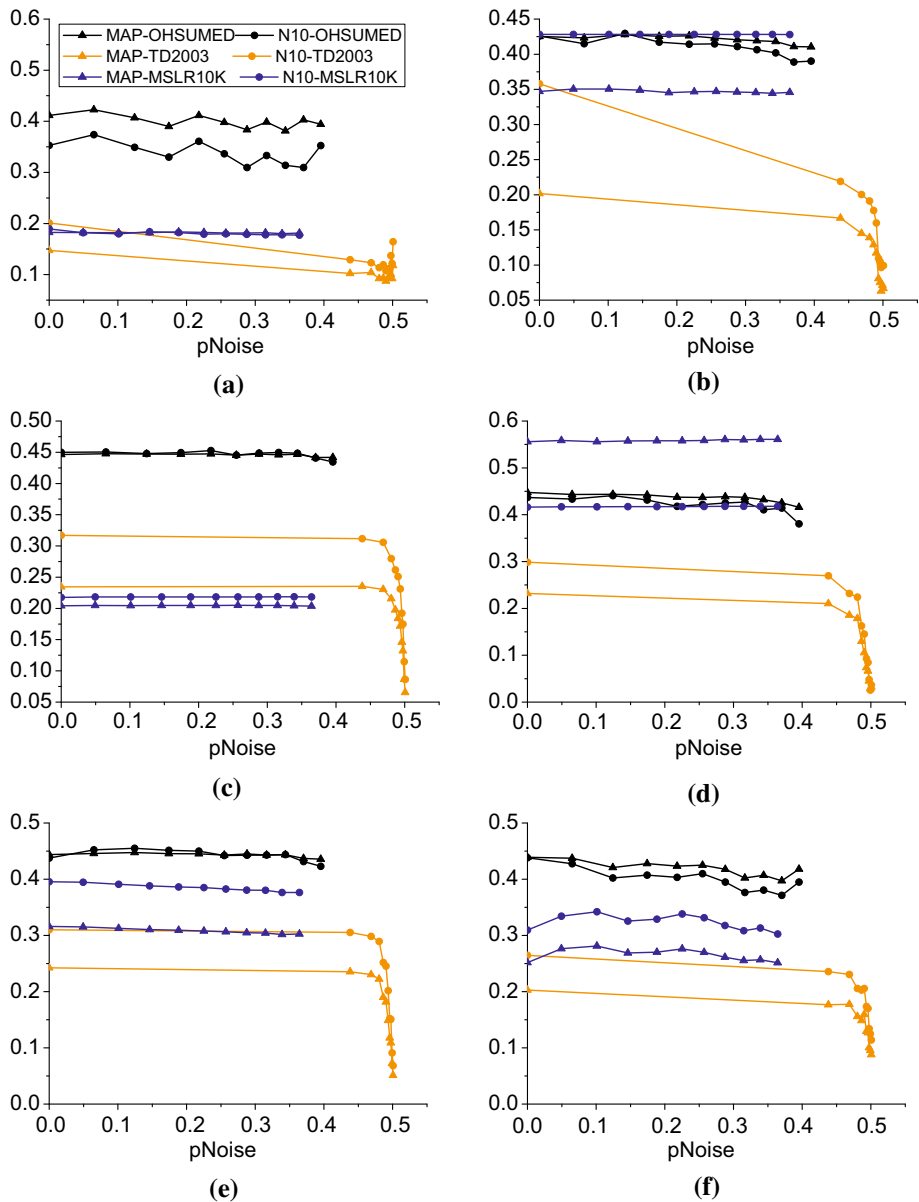 MAP-OHSUMED N10-OHSUMED
MAP-TD2003 N10-TD2003
MAP-MSLR10K N10-MSLR10K
0.6
0.5
0.4
0.3
0.2
0.1
0.0 0.1 0.2 0.3 0.4 0.5
pNoise
(a)
0.45
0.40
0.35
0.30
0.25
0.20
0.15
0.10
0.05
0.0 0.1 0.2 0.3 0.4 0.5
pNoise
(b)
0.50
0.45
0.40
0.35
0.30
0.25
0.20
0.15
0.10
0.05
0.0 0.1 0.2 0.3 0.4 0.5
pNoise
(c)
0.6
0.5
0.4
0.3
0.2
0.1
0.0
0.0 0.1 0.2 0.3 0.4 0.5
pNoise
(d)
0.5
0.4
0.3
0.2
0.1
0.0
0.0 0.1 0.2 0.3 0.4 0.5
pNoise
(e)
0.5
0.4
0.3
0.2
0.1
0.0
0.0 0.1 0.2 0.3 0.4 0.5
pNoise
(f)